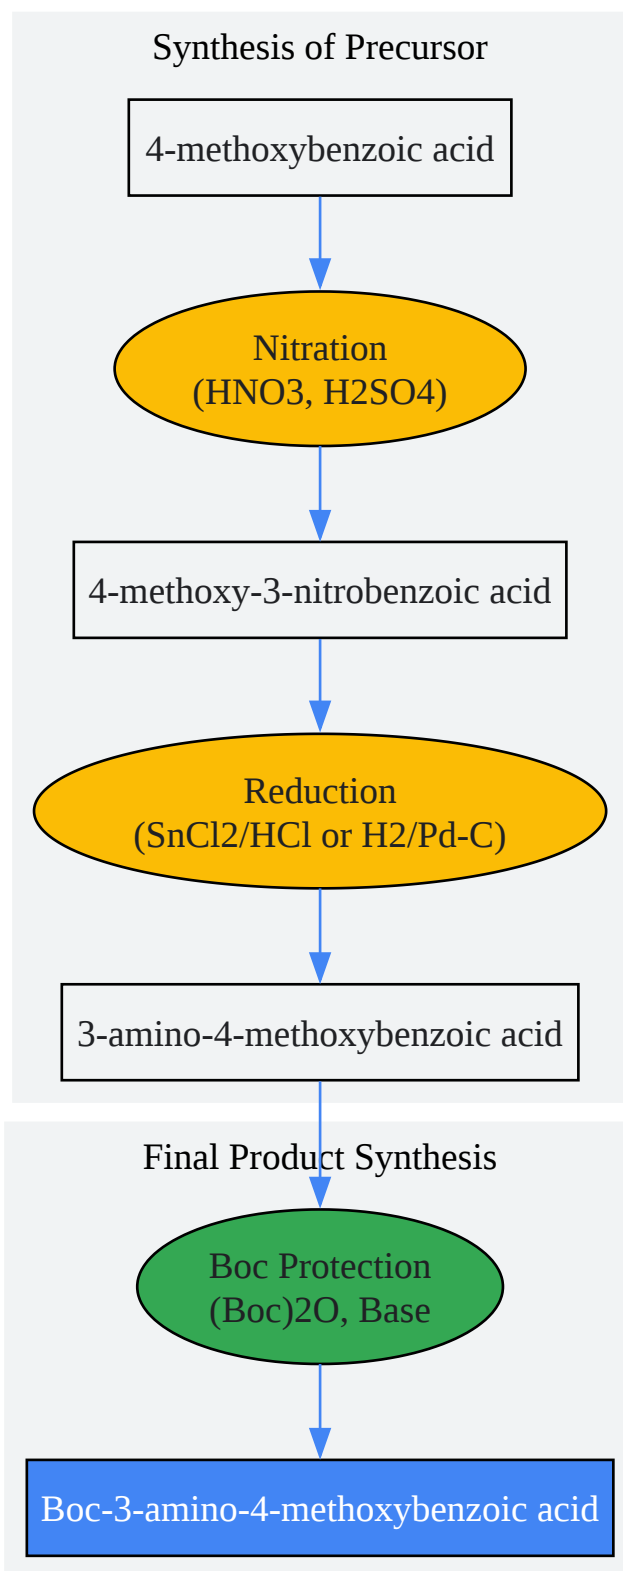 Synthesis of Precursor
4-methoxybenzoic acid
Nitration
(HNO3, H2SO4)
4-methoxy-3-nitrobenzoic acid
Reduction
(SnCl2/HCl or H2/Pd-C)
3-amino-4-methoxybenzoic acid
Final Product Synthesis
Boc Protection
(Boc)2O, Base
Boc-3-amino-4-methoxybenzoic acid